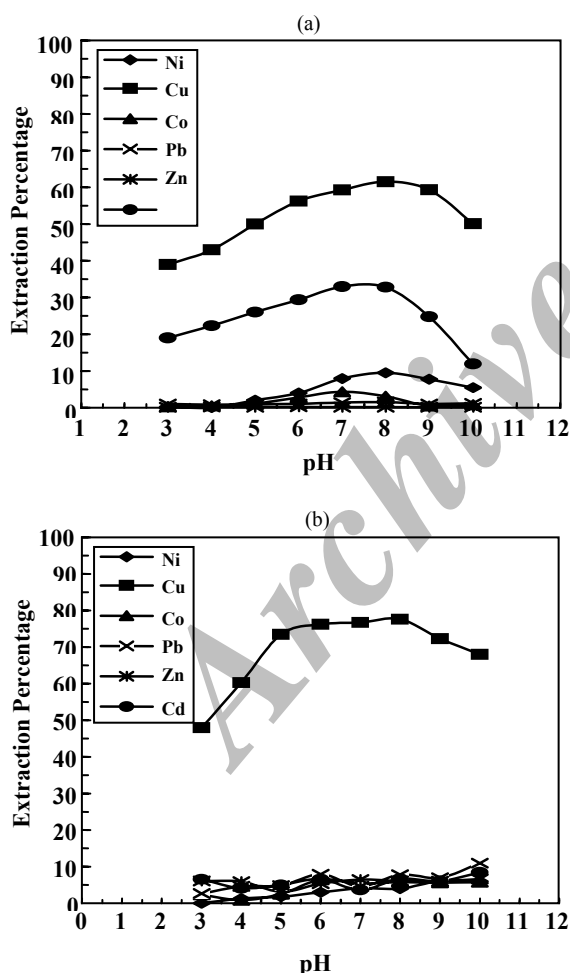 (a)
100
90
80
70
60
50
40
30
20
10
0
Extraction Percentage
Ni
Cu
Co
Pb
Zn
1 2 3 4 5 6 7 8 9 10 11 12
pH
(b)
100
90
80
70
60
50
40
30
20
10
0
Extraction Percentage
Ni
Cu
Co
Pb
Zn
Cd
0 1 2 3 4 5 6 7 8 9 10 11 12
pH
Archive